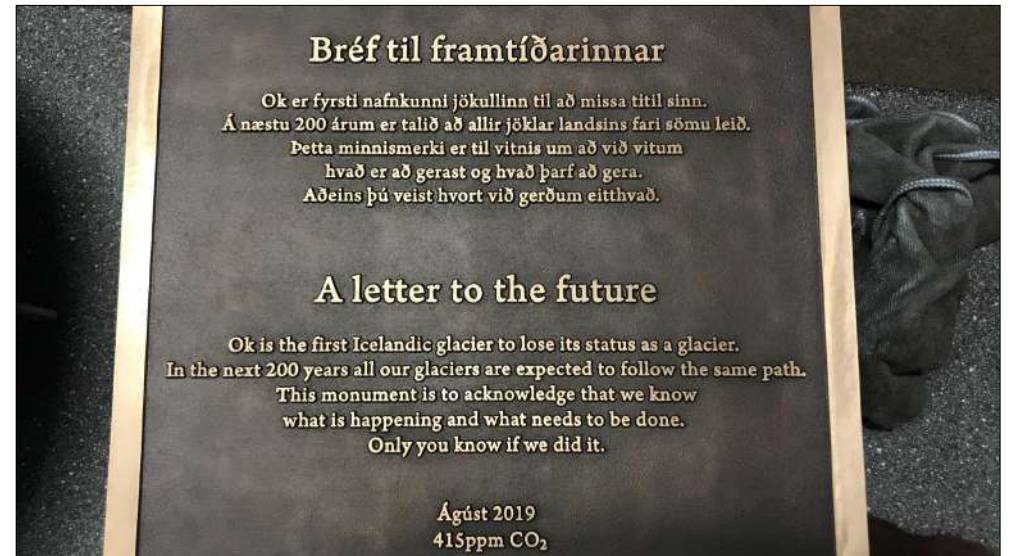 Bréf til framtíðarinnar
Ok er fyrsti nafnkunni jökullinn til að missa titil sinn.
Á næstu 200 árum er talið að allir jöklar landsins fari sömu leið.
Þetta minnismerki er til vitnis um að við vitum
hvað er að gerast og hvað þarf að gera.
Aðeins þú veist hvort við gerðum eitthvað.
A letter to the future
Ok is the first Icelandic glacier to lose its status as a glacier.
In the next 200 years all our glaciers are expected to follow the same path.
This monument is to acknowledge that we know
what is happening and what needs to be done.
Only you know if we did it.
Ágúst 2019
415ppm CO₂